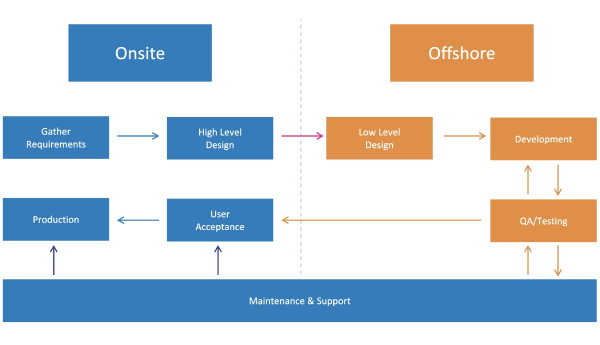 Onsite
Offshore
Gather
Requirements
High Level
Design
Low Level
Design
Development
Production
User
Acceptance
QA/Testing
Maintenance & Support